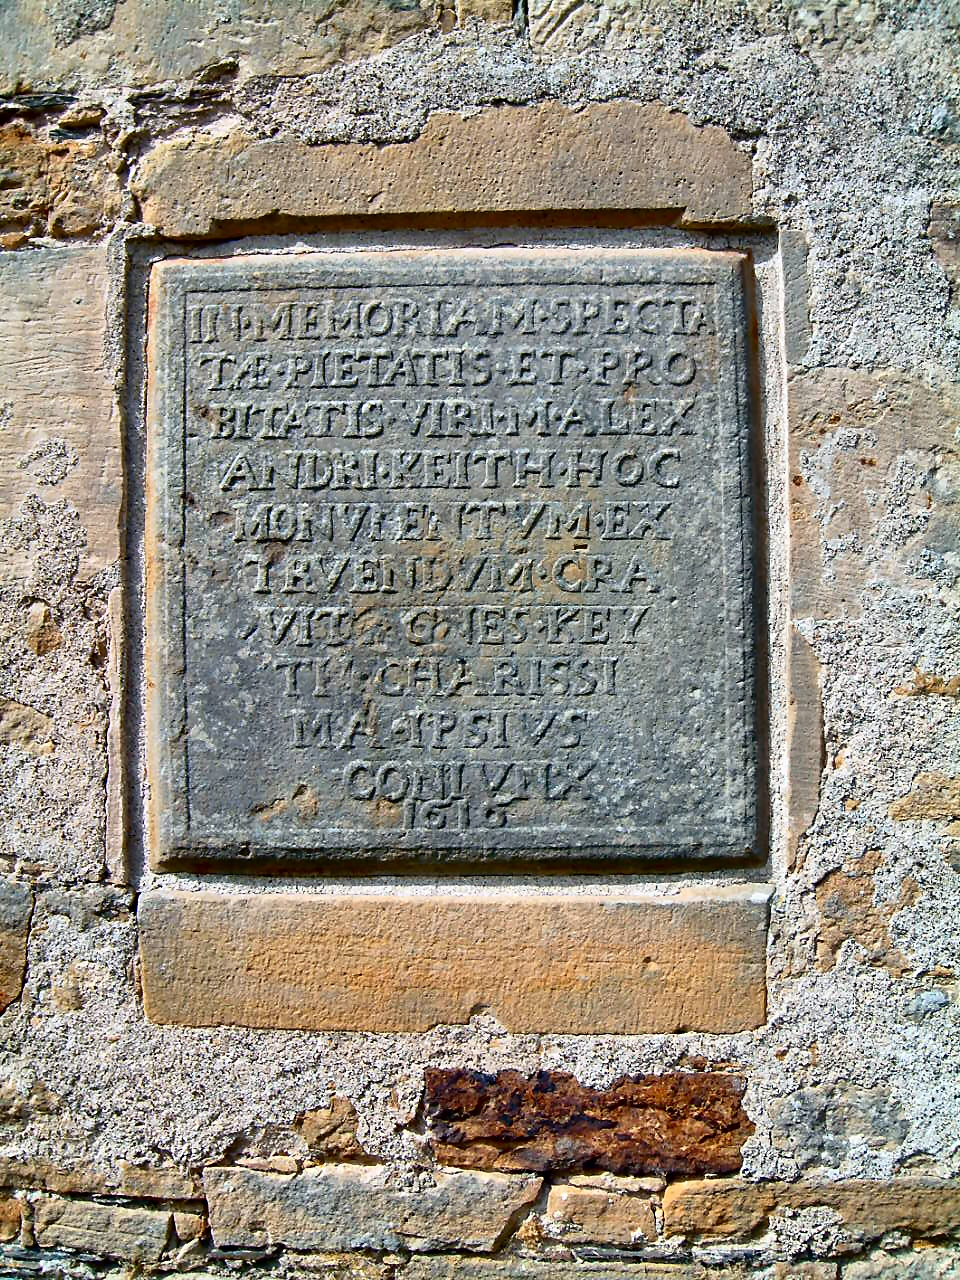 IN·MEMORIAM·SPECTA
TÆ·PIETATIS·ET·PRO
BITATIS·VIRI·M·ALEX
ANDRI·KEITH·HOC
MONVMENTVM·EX
TRVENDVM·CRA
VIT·AGNES·KEY
TH·CHARISSI
MA·IPSIVS
CONIVNX
1616